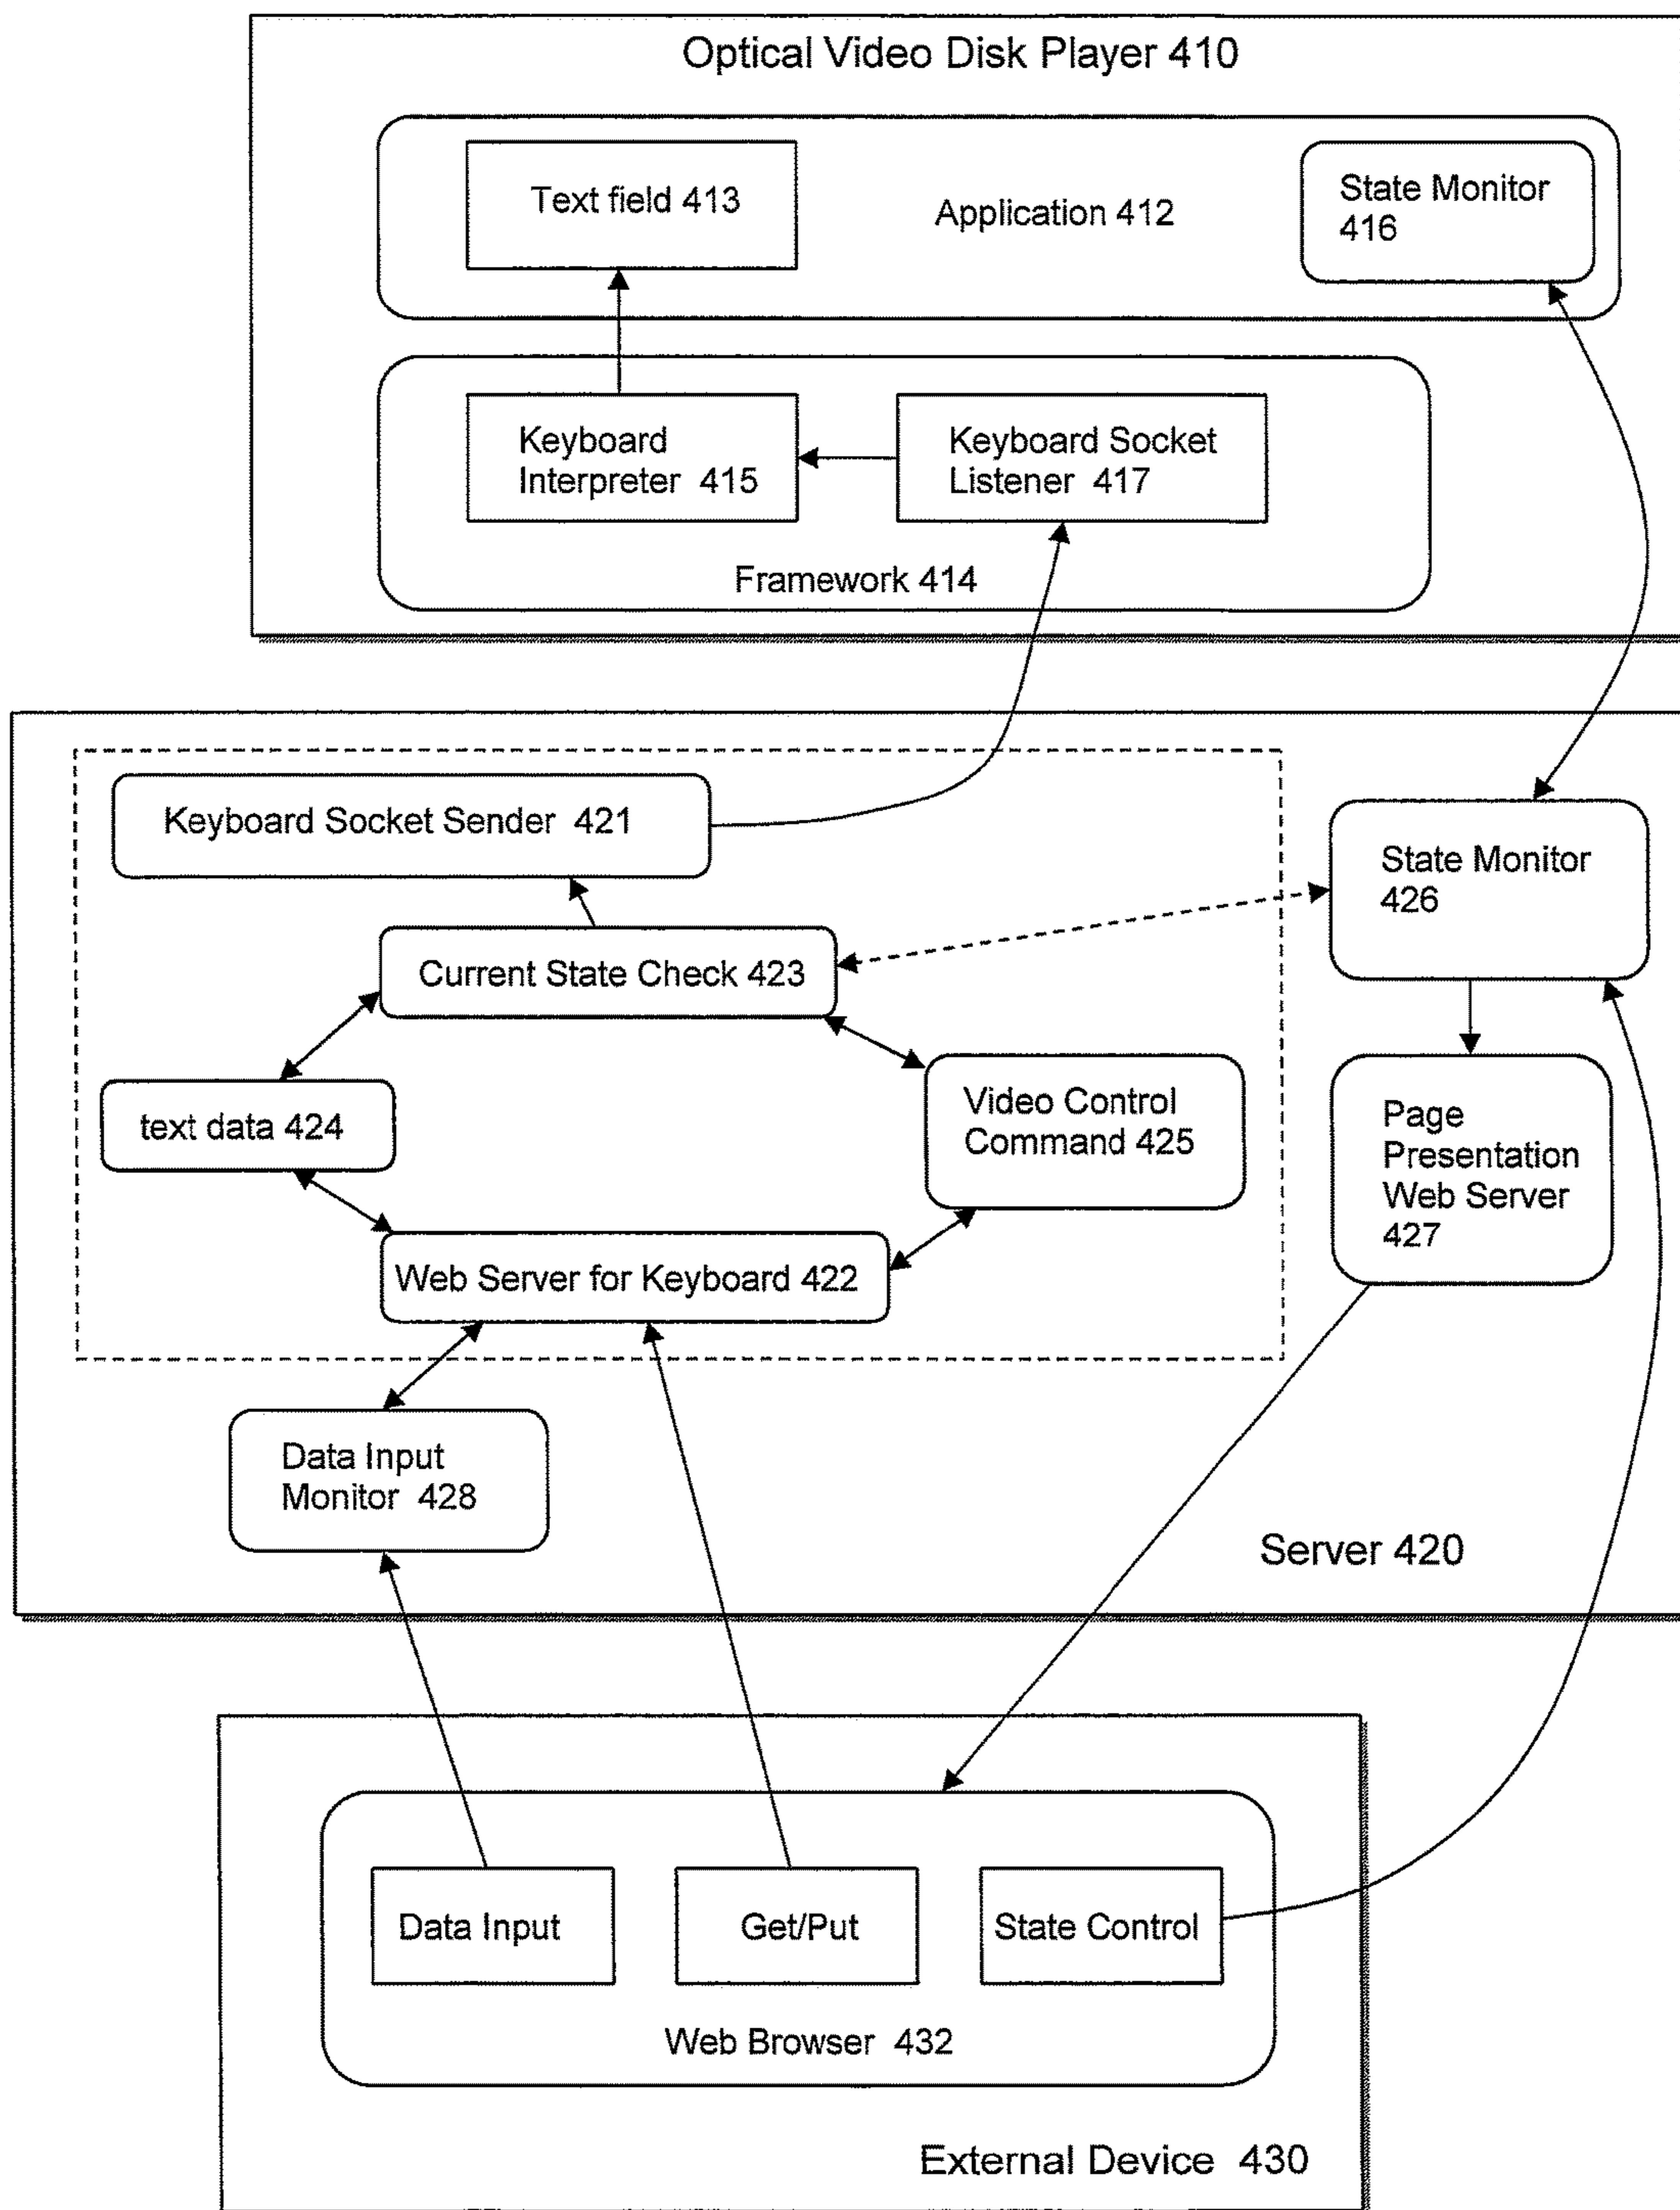 Optical Video Disk Player 410
Text field 413
Application 412
State Monitor
416
Keyboard
Interpreter 415
Keyboard Socket
Listener 417
Framework 414
Keyboard Socket Sender 421
State Monitor
426
Current State Check 423
text data 424
Video Control
Command 425
Page
Presentation
Web Server
427
Web Server for Keyboard 422
Data Input
Monitor 428
Server 420
Data Input
Get/Put
State Control
Web Browser 432
External Device 430